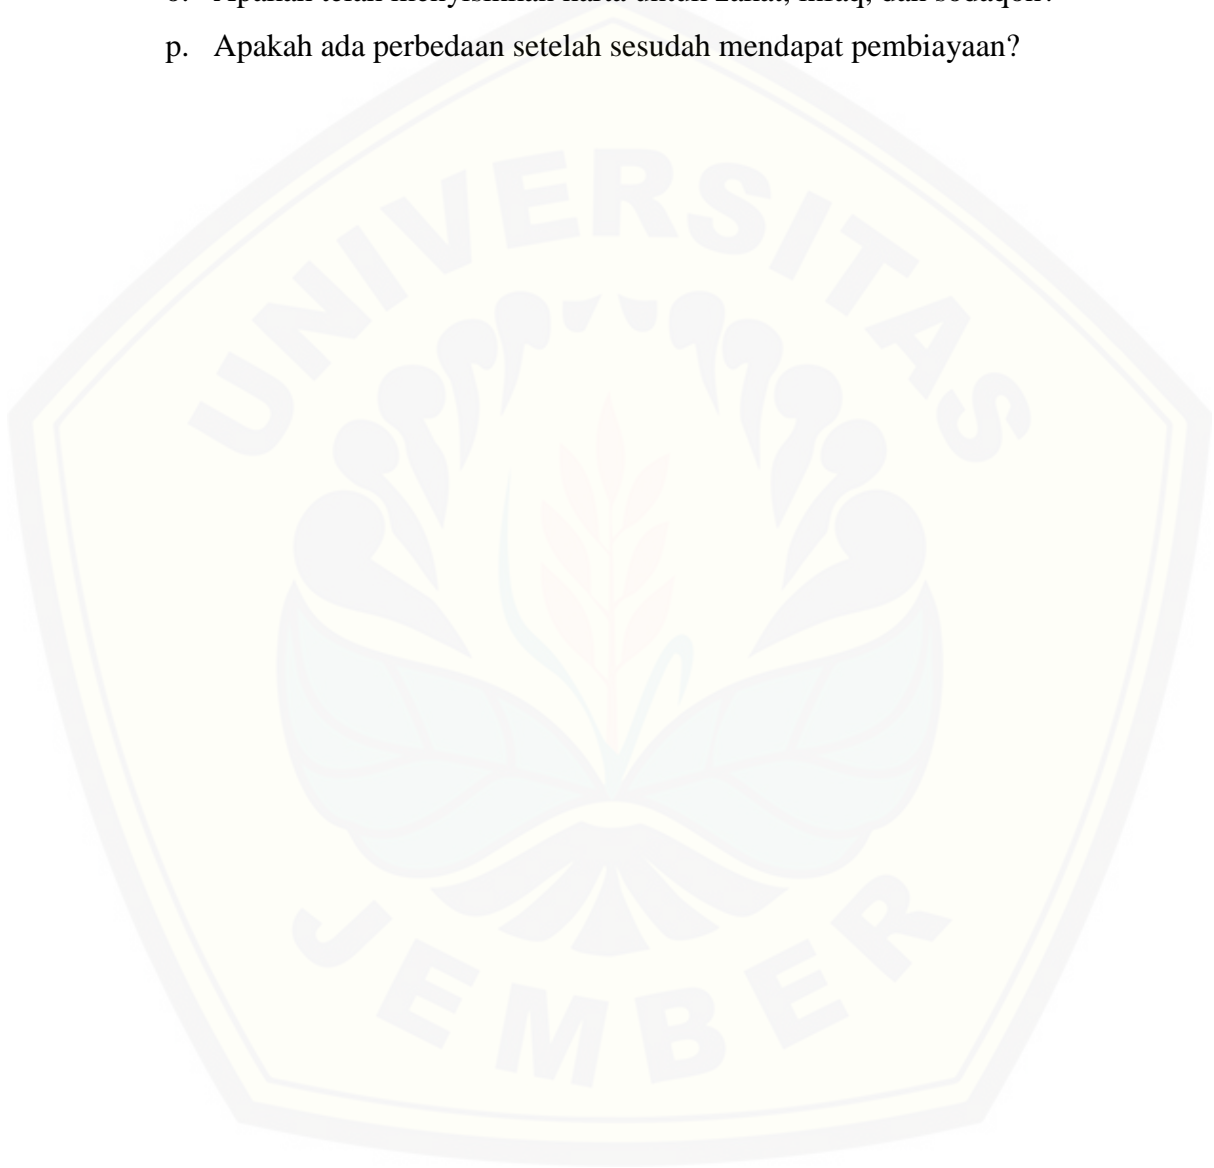 o. Apakah telah menyisihkan harta untuk zakat, infaq, dan sodaqoh?
p. Apakah ada perbedaan setelah sesudah mendapat pembiayaan?
UNIVERSITAS
JEMBER